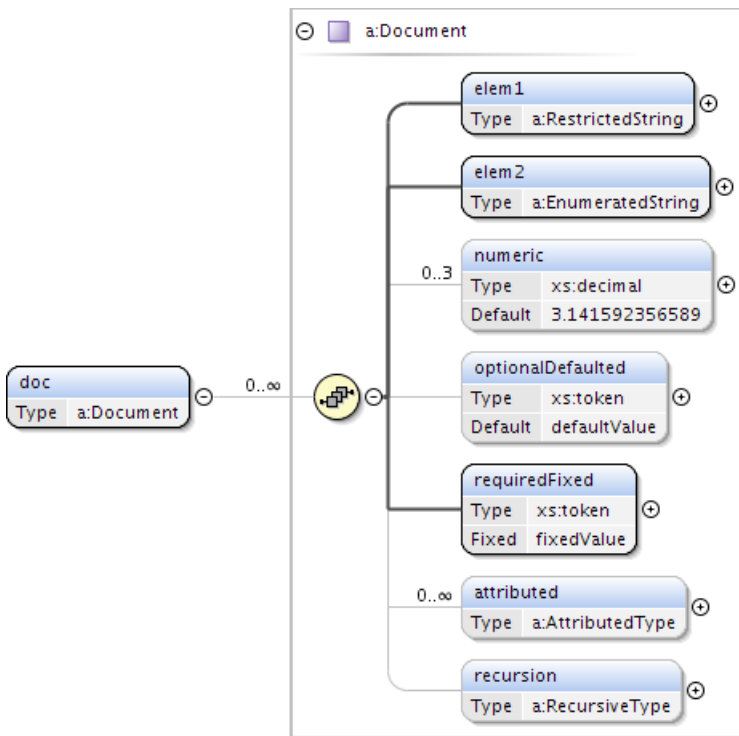 a:Document
elem1
Type a:RestrictedString
elem2
Type a:EnumeratedString
0..3
numeric
Type xs:decimal
Default 3.141592356589
doc
Type a:Document
0..∞
optionalDefaulted
Type xs:token
Default defaultValue
requiredFixed
Type xs:token
Fixed fixedValue
0..∞
attributed
Type a:AttributedType
recursion
Type a:RecursiveType